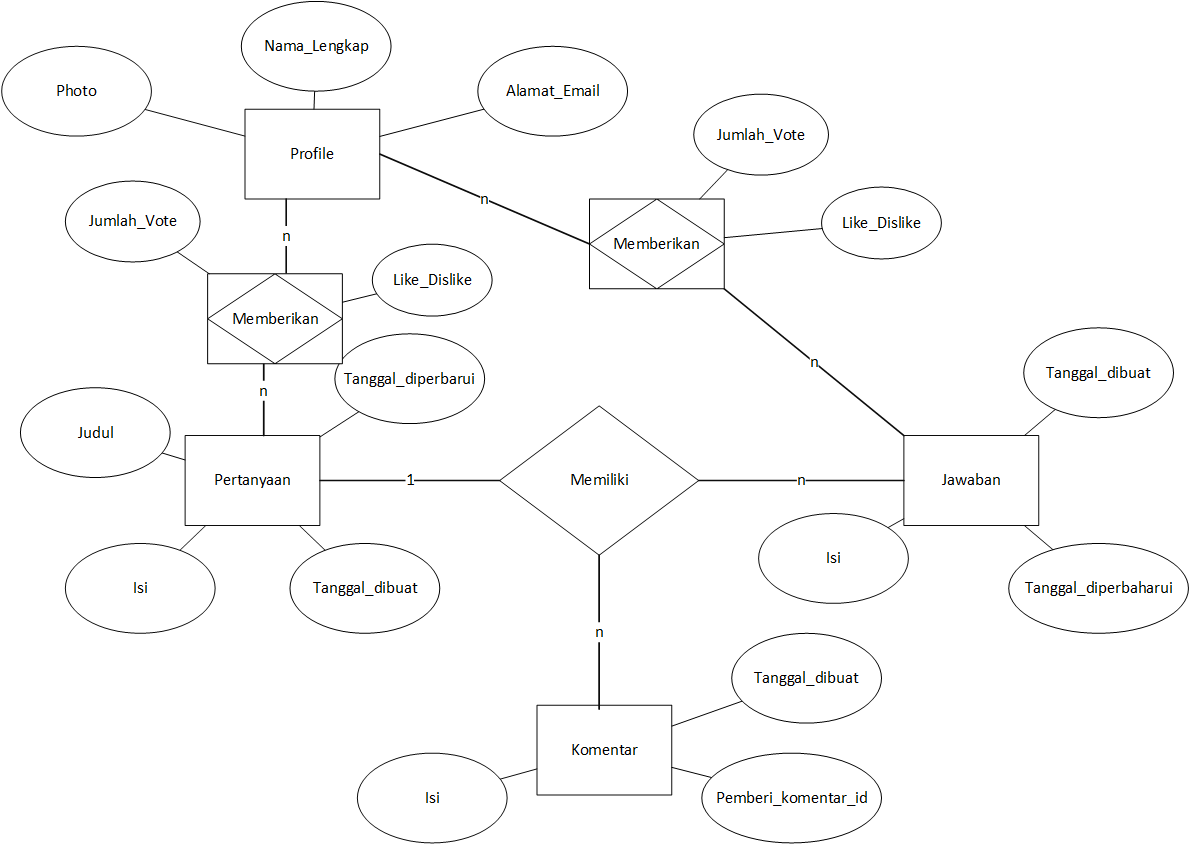 Nama_Lengkap
Photo
Alamat_Email
Profile
Jumlah_Vote
n
Jumlah_Vote
Like_Dislike
n
Memberikan
Like_Dislike
Memberikan
n
Tanggal_diperbarui
n
Tanggal_dibuat
Judul
Pertanyaan
1
Memiliki
n
Jawaban
Isi
Isi
Tanggal_dibuat
Tanggal_diperbaharui
n
Tanggal_dibuat
Komentar
Isi
Pemberi_komentar_id